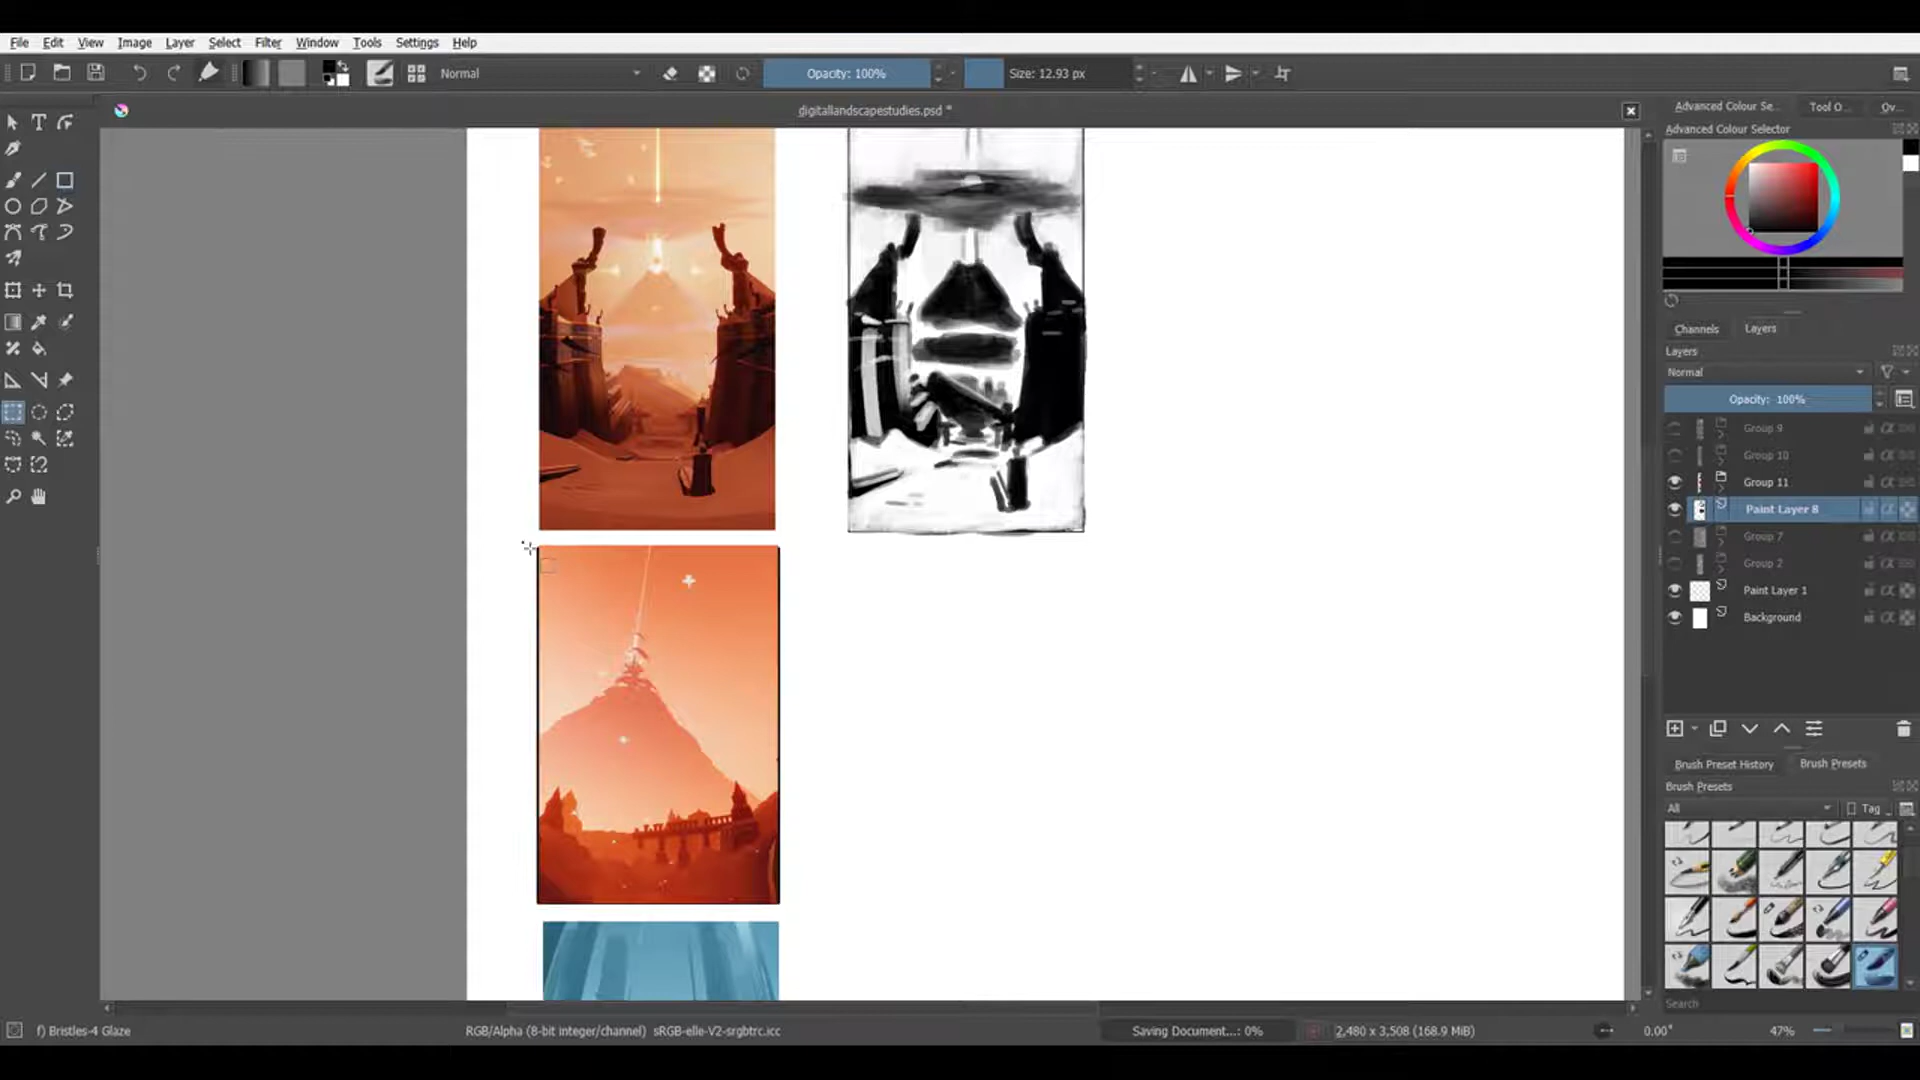 File Edit View Image Layer Select Filter Window Tools Settings Help
Normal Opacity: 100% Size: 12.93 px
digitallandscapestudies.psd *
Advanced Colour Se... Tool O... Ov...
Advanced Colour Selector
Channels Layers
Layers
Normal
Opacity: 100%
Group 9
Group 10
Group 11
Paint Layer 8
Group 7
Group 2
Paint Layer 1
Background
Brush Preset History Brush Presets
Brush Presets
All Tag
Search
f) Bristles-4 Glaze RGB/Alpha (8-bit integer/channel) sRGB-elle-V2-srgbtrc.icc Saving Document...: 0% 2,480 x 3,508 (168.9 MiB) 0.00° 47%